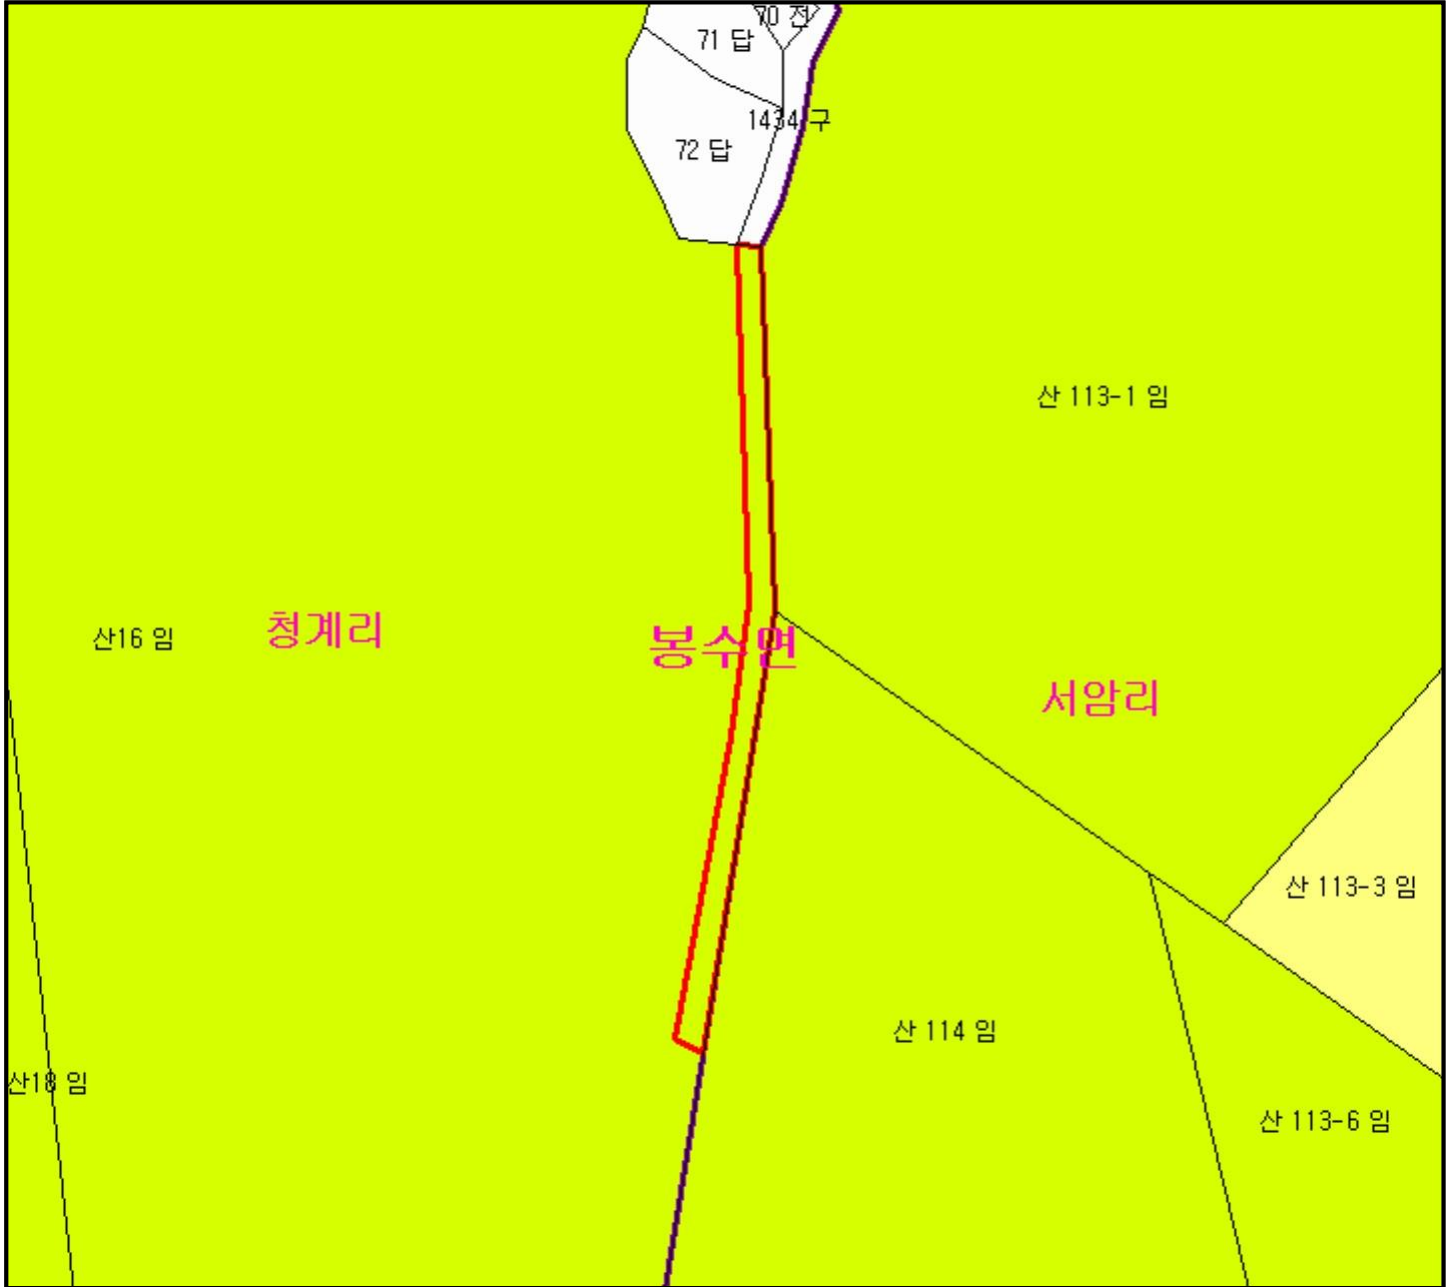 70 전
71 답
1434 구
72 답
산 113-1 임
산16 임
청계리
봉수면
서암리
산 113-3 임
산 114 임
산18 임
산 113-6 임